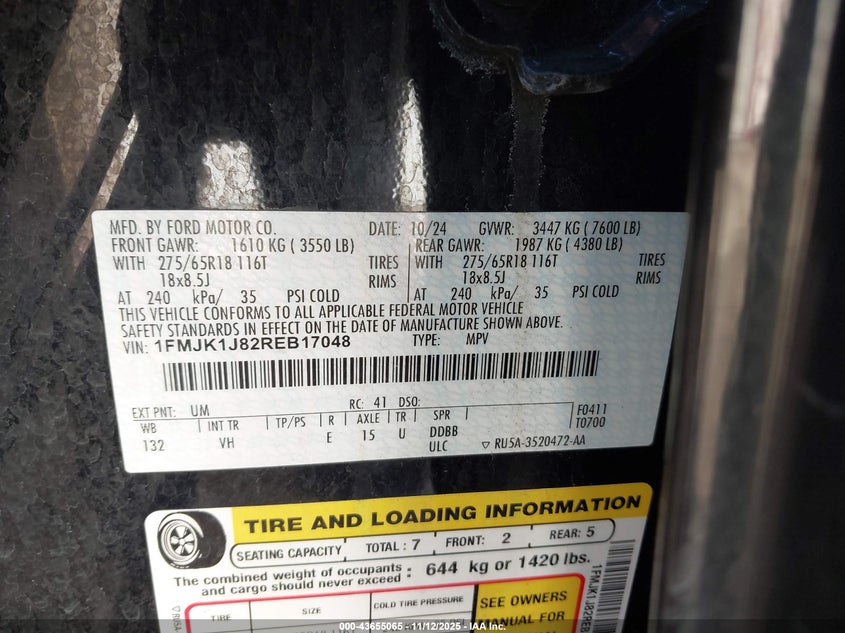 MFD. BY FORD MOTOR CO. DATE: 10/24 GVWR: 3447 KG ( 7600 LB)
FRONT GAWR: 1610 KG ( 3550 LB) REAR GAWR: 1987 KG ( 4380 LB)
WITH 275/65R18 116T TIRES WITH 275/65R18 116T TIRES
18x8.5J RIMS 18x8.5J RIMS
AT 240 kPa/ 35 PSI COLD AT 240 kPa/ 35 PSI COLD
THIS VEHICLE CONFORMS TO ALL APPLICABLE FEDERAL MOTOR VEHICLE
SAFETY STANDARDS IN EFFECT ON THE DATE OF MANUFACTURE SHOWN ABOVE.
VIN: 1FMJK1J82REB17048 TYPE: MPV
EXT PNT: UM RC: 41 DSO:
WB INT TR TP/PS R AXLE TR SPR F0411
132 VH E 15 U DDBB T0700
ULC ▽ RU5A-3520472-AA
TIRE AND LOADING INFORMATION
SEATING CAPACITY TOTAL : 7 FRONT: 2 REAR: 5
The combined weight of occupants : 644 kg or 1420 lbs.
and cargo should never exceed :
TIRE SIZE COLD TIRE PRESSURE SEE OWNERS
MANUAL FOR
000-43655065 - 11/12/2025 - IAA Inc.